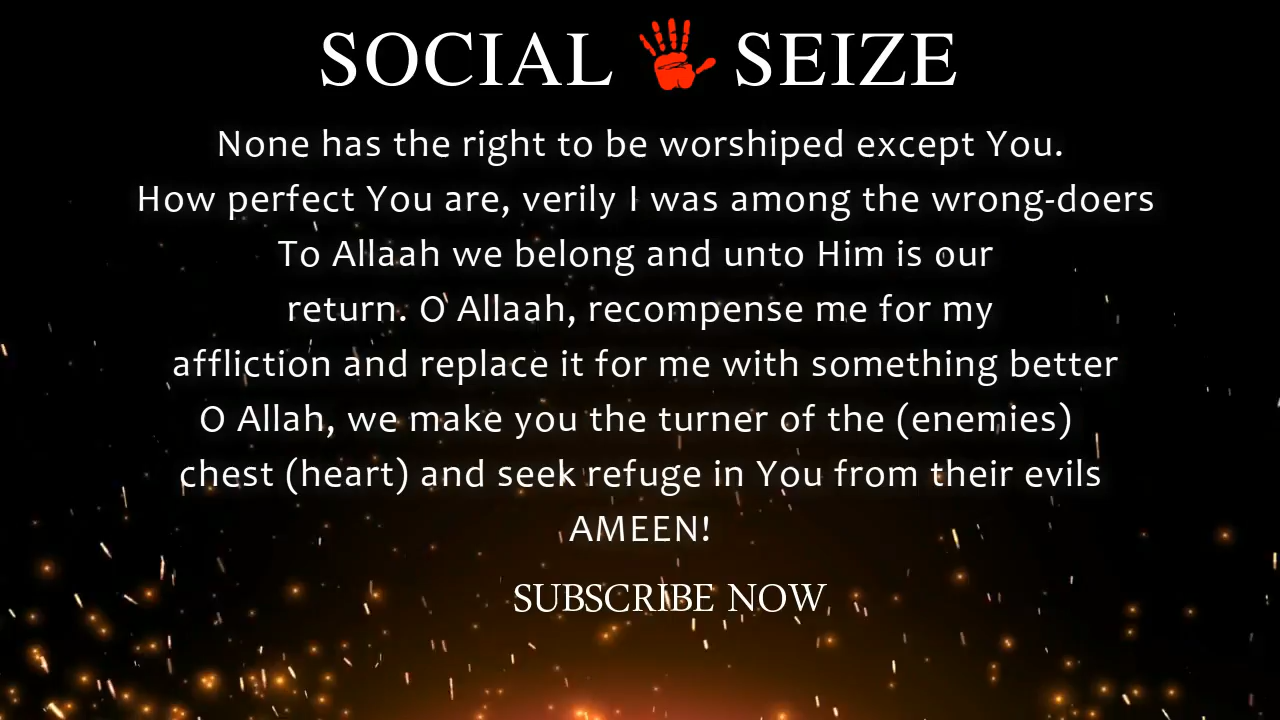 SOCIAL SEIZE
None has the right to be worshiped except You.
How perfect You are, verily I was among the wrong-doers
To Allaah we belong and unto Him is our
return. O Allaah, recompense me for my
affliction and replace it for me with something better
O Allah, we make you the turner of the (enemies)
chest (heart) and seek refuge in You from their evils
AMEEN!
SUBSCRIBE NOW